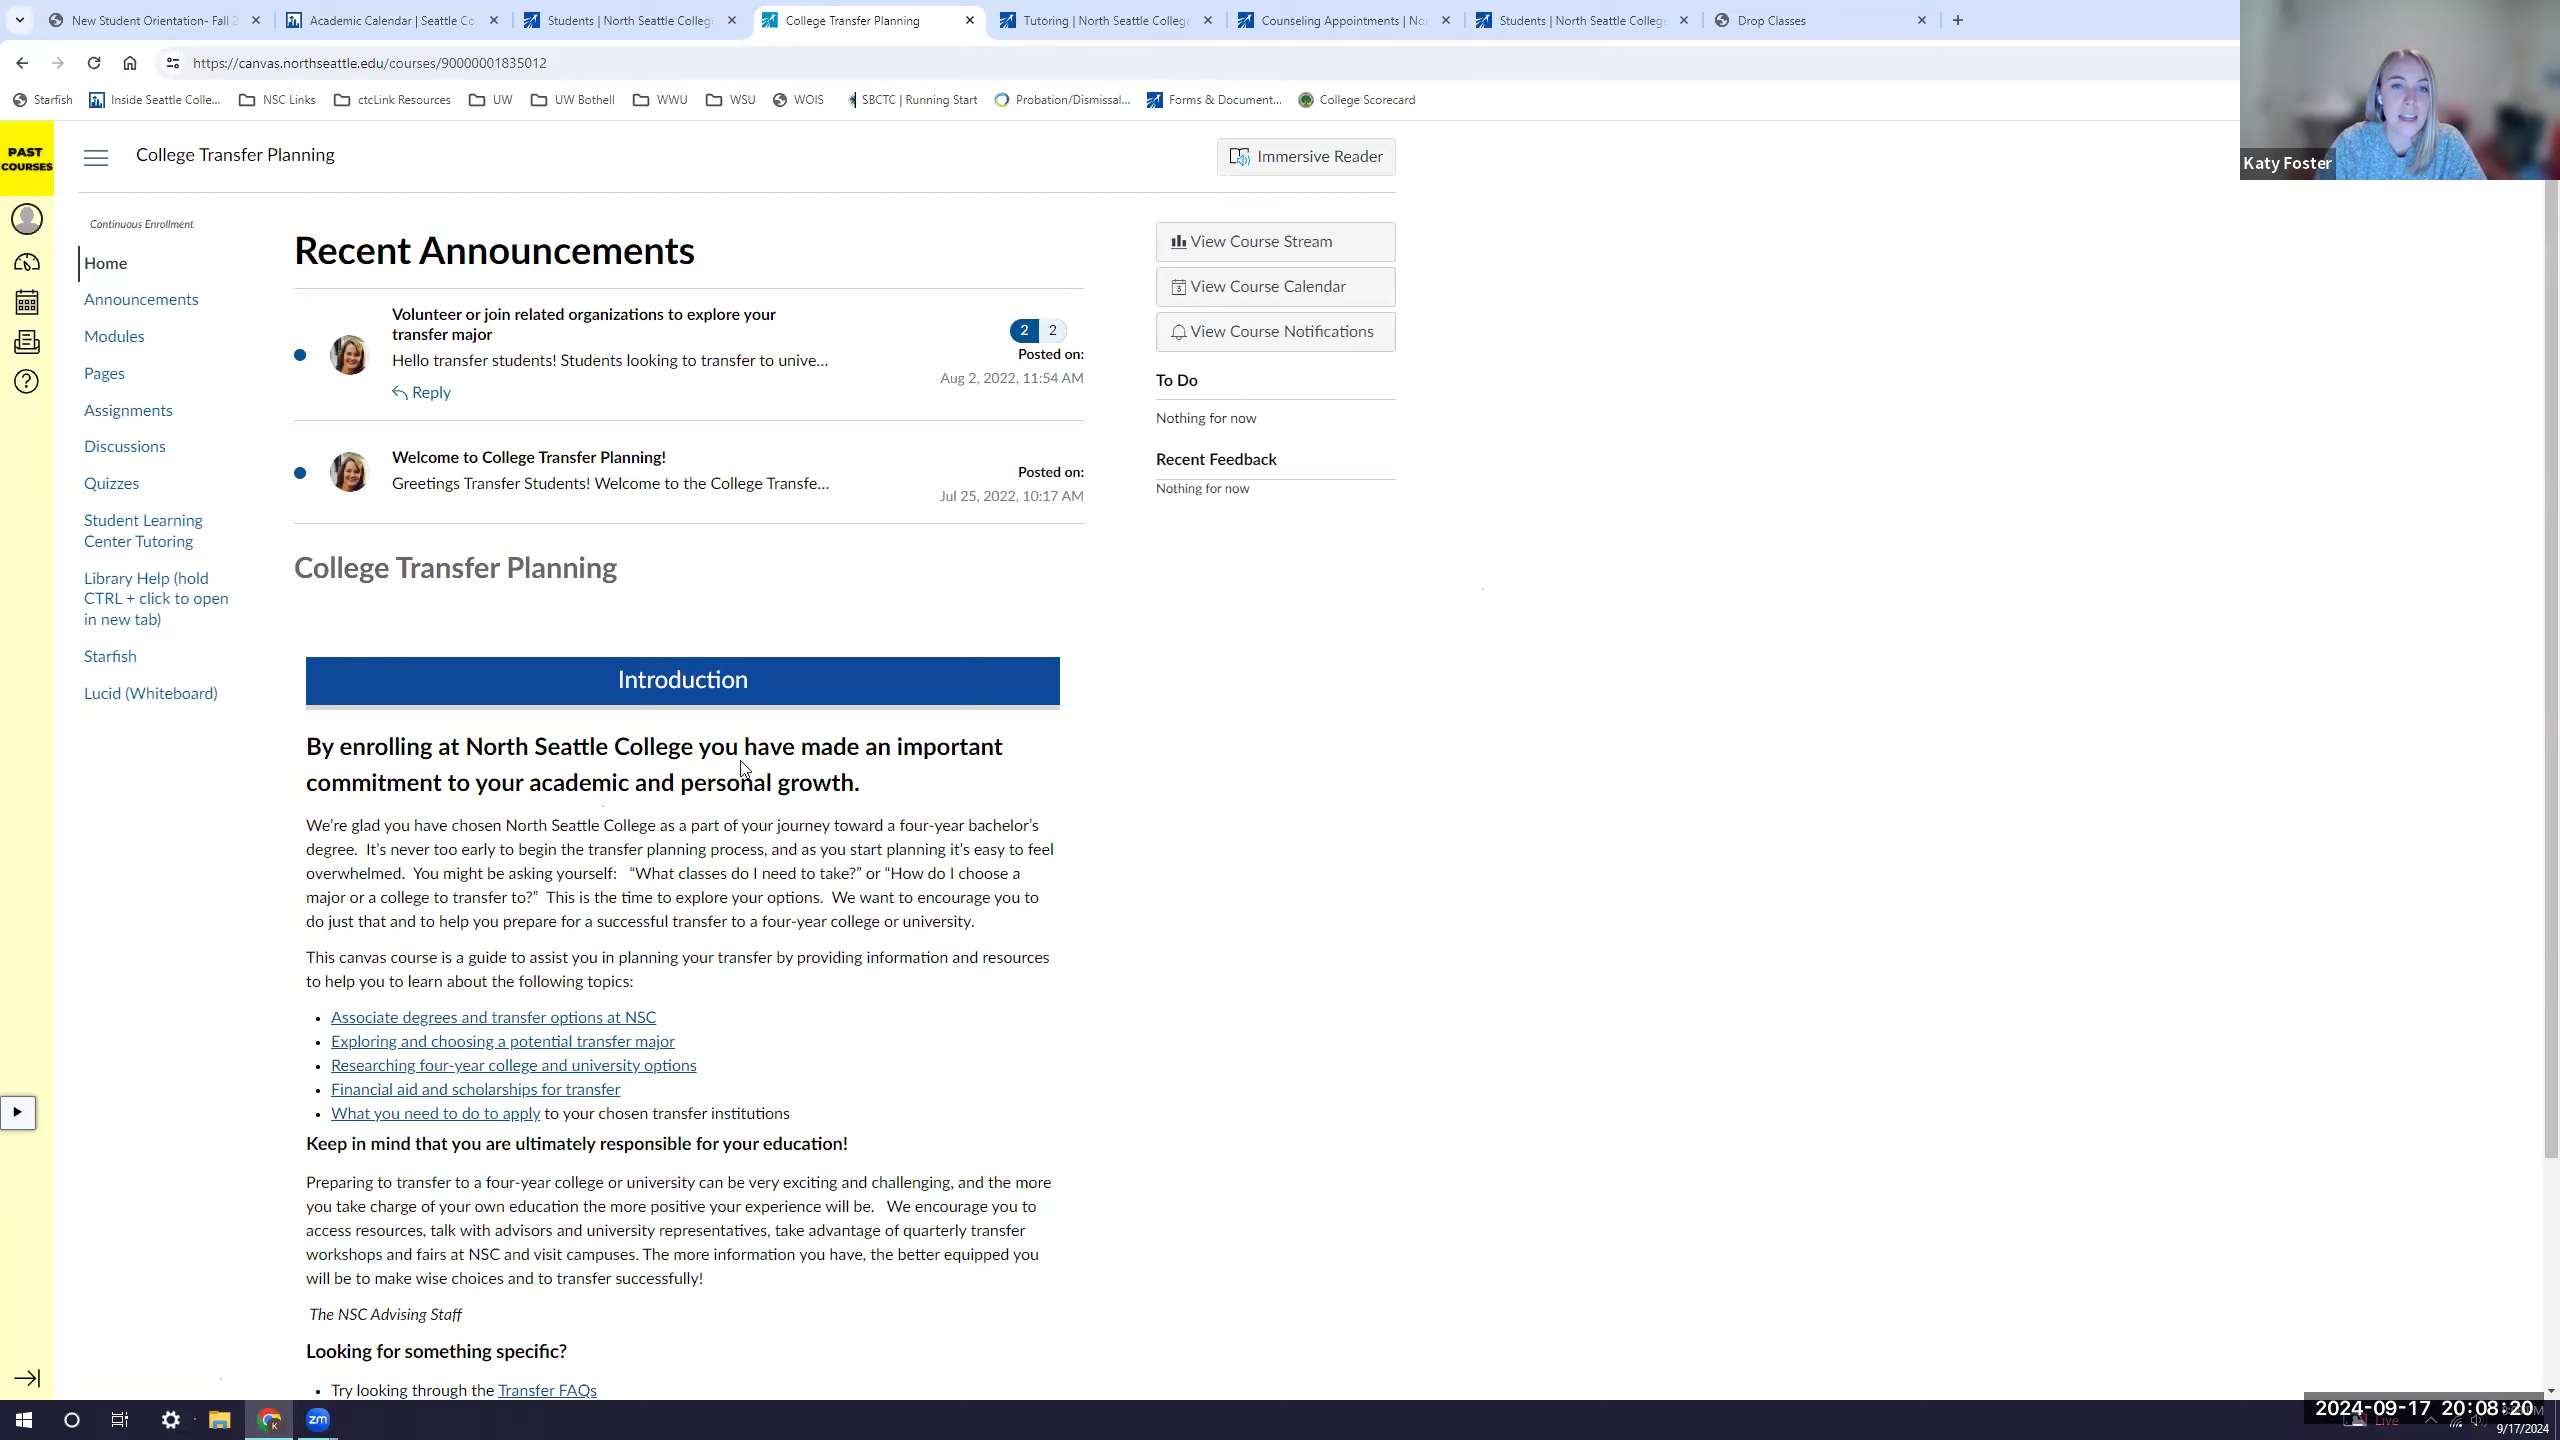 New Student Orientation- Fall 2
Academic Calendar | Seattle Co
Students | North Seattle College
College Transfer Planning
Tutoring | North Seattle College
Counseling Appointments | No
Students | North Seattle College
Drop Classes
https://canvas.northseattle.edu/courses/90000001835012
Starfish
Inside Seattle Colle...
NSC Links
ctcLink Resources
UW
UW Bothell
WWU
WSU
WOIS
SBCTC | Running Start
Probation/Dismissal...
Forms & Document...
College Scorecard
Katy Foster
PAST
COURSES
College Transfer Planning
Immersive Reader
Continuous Enrollment
Home
Announcements
Modules
Pages
Assignments
Discussions
Quizzes
Student Learning
Center Tutoring
Library Help (hold
CTRL + click to open
in new tab)
Starfish
Lucid (Whiteboard)
Recent Announcements
Volunteer or join related organizations to explore your
transfer major
Hello transfer students! Students looking to transfer to unive...
Reply
2 2
Posted on:
Aug 2, 2022, 11:54 AM
Welcome to College Transfer Planning!
Greetings Transfer Students! Welcome to the College Transfe...
Posted on:
Jul 25, 2022, 10:17 AM
View Course Stream
3 View Course Calendar
View Course Notifications
To Do
Nothing for now
Recent Feedback
Nothing for now
College Transfer Planning
Introduction
By enrolling at North Seattle College you have made an important
commitment to your academic and personal growth.
We're glad you have chosen North Seattle College as a part of your journey toward a four-year bachelor's
degree. It's never too early to begin the transfer planning process, and as you start planning it's easy to feel
overwhelmed. You might be asking yourself: “What classes do I need to take?” or “How do I choose a
major or a college to transfer to?” This is the time to explore your options. We want to encourage you to
do just that and to help you prepare for a successful transfer to a four-year college or university.
This canvas course is a guide to assist you in planning your transfer by providing information and resources
to help you to learn about the following topics:
• Associate degrees and transfer options at NSC
• Exploring and choosing a potential transfer major
• Researching four-year college and university options
• Financial aid and scholarships for transfer
• What you need to do to apply to your chosen transfer institutions
Keep in mind that you are ultimately responsible for your education!
Preparing to transfer to a four-year college or university can be very exciting and challenging, and the more
you take charge of your own education the more positive your experience will be. We encourage you to
access resources, talk with advisors and university representatives, take advantage of quarterly transfer
workshops and fairs at NSC and visit campuses. The more information you have, the better equipped you
will be to make wise choices and to transfer successfully!
The NSC Advising Staff
Looking for something specific?
• Try looking through the Transfer FAQs
zm
2024-09-17 20:08:20
Live
9/17/2024